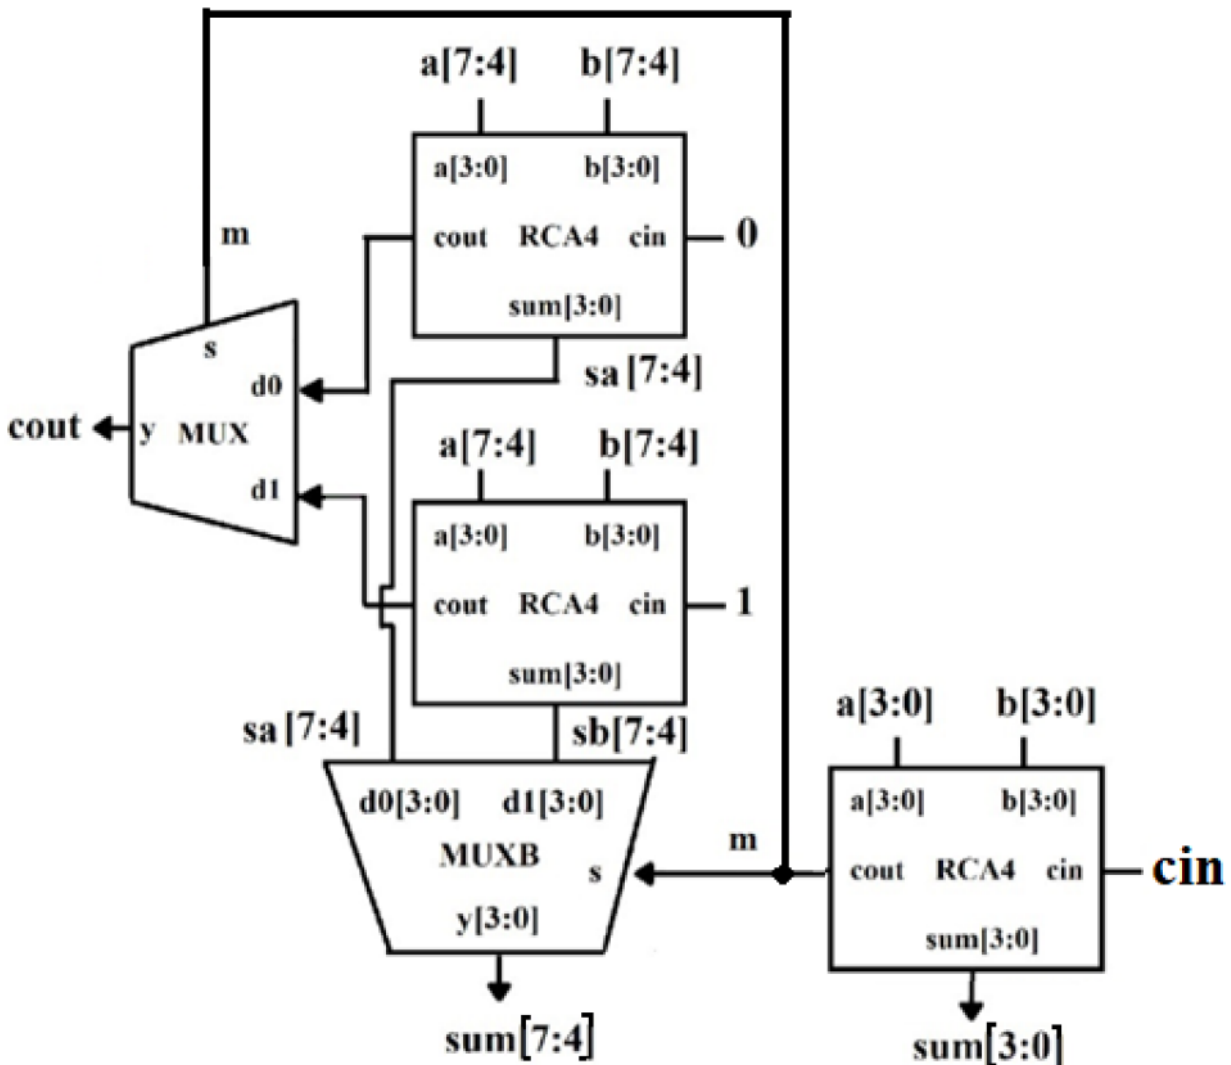 a[7:4] b[7:4]
a[3:0] b[3:0]
cout RCA4 cin 0
sum[3:0]
sa [7:4]
m
s
d0
cout y MUX
d1
a[7:4] b[7:4]
a[3:0] b[3:0]
cout RCA4 cin 1
sum[3:0]
sa [7:4] sb[7:4]
d0[3:0] d1[3:0]
MUXB
s
y[3:0]
sum[7:4]
m
a[3:0] b[3:0]
a[3:0] b[3:0]
cout RCA4 cin cin
sum[3:0]
sum[3:0]